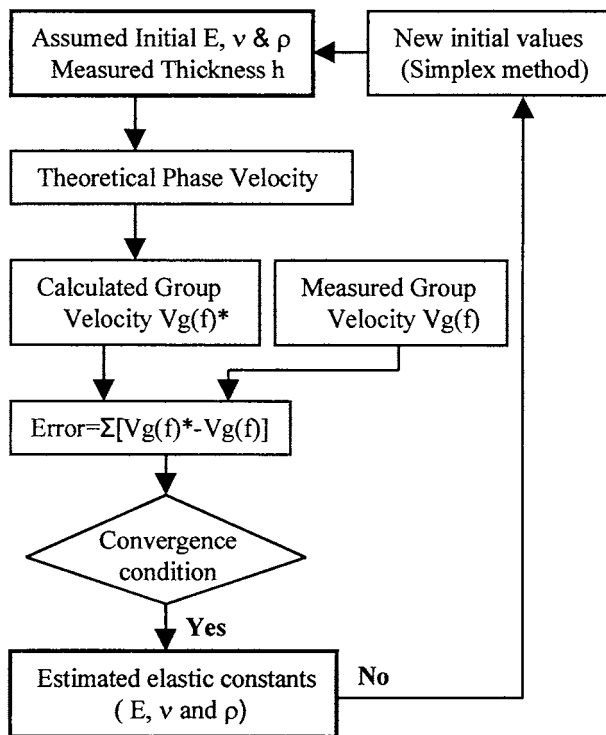 Assumed Initial E, ν & ρ
Measured Thickness h
New initial values
(Simplex method)
Theoretical Phase Velocity
Calculated Group
Velocity Vg(f)*
Measured Group
Velocity Vg(f)
Error=Σ[Vg(f)*-Vg(f)]
Convergence
condition
Yes
Estimated elastic constants
( E, ν and ρ)
No